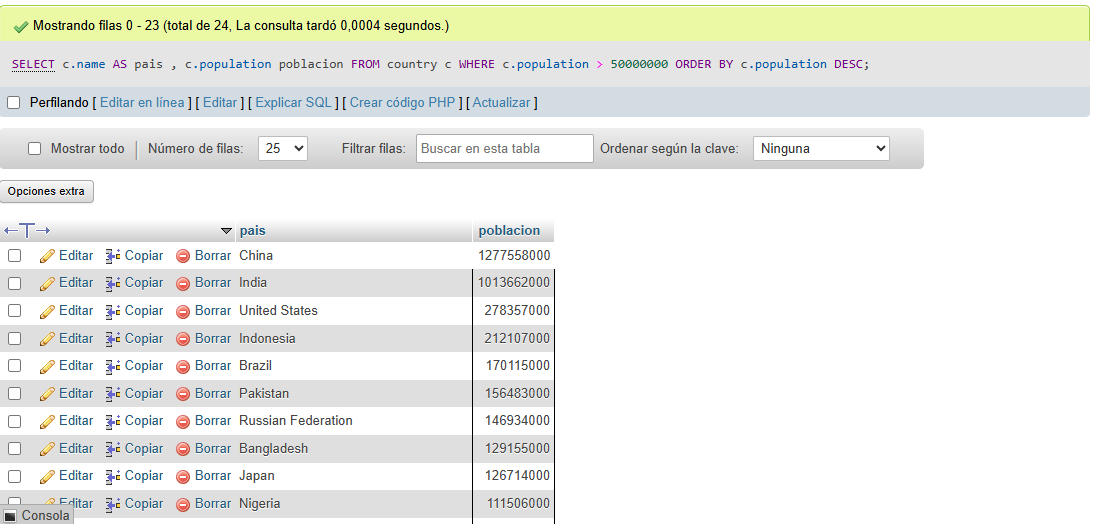 Mostrando filas 0 - 23 (total de 24, La consulta tardó 0,0004 segundos.)
SELECT c.name AS pais , c.population poblacion FROM country c WHERE c.population > 50000000 ORDER BY c.population DESC;
Perfilando [ Editar en línea ] [ Editar ] [ Explicar SQL ] [ Crear código PHP ] [ Actualizar ]
Mostrar todo | Número de filas: 25 Filtrar filas: Buscar en esta tabla Ordenar según la clave: Ninguna
Opciones extra
←T→ pais poblacion
Editar Copiar Borrar China 1277558000
Editar Copiar Borrar India 1013662000
Editar Copiar Borrar United States 278357000
Editar Copiar Borrar Indonesia 212107000
Editar Copiar Borrar Brazil 170115000
Editar Copiar Borrar Pakistan 156483000
Editar Copiar Borrar Russian Federation 146934000
Editar Copiar Borrar Bangladesh 129155000
Editar Copiar Borrar Japan 126714000
Editar Copiar Borrar Nigeria 111506000
Consola